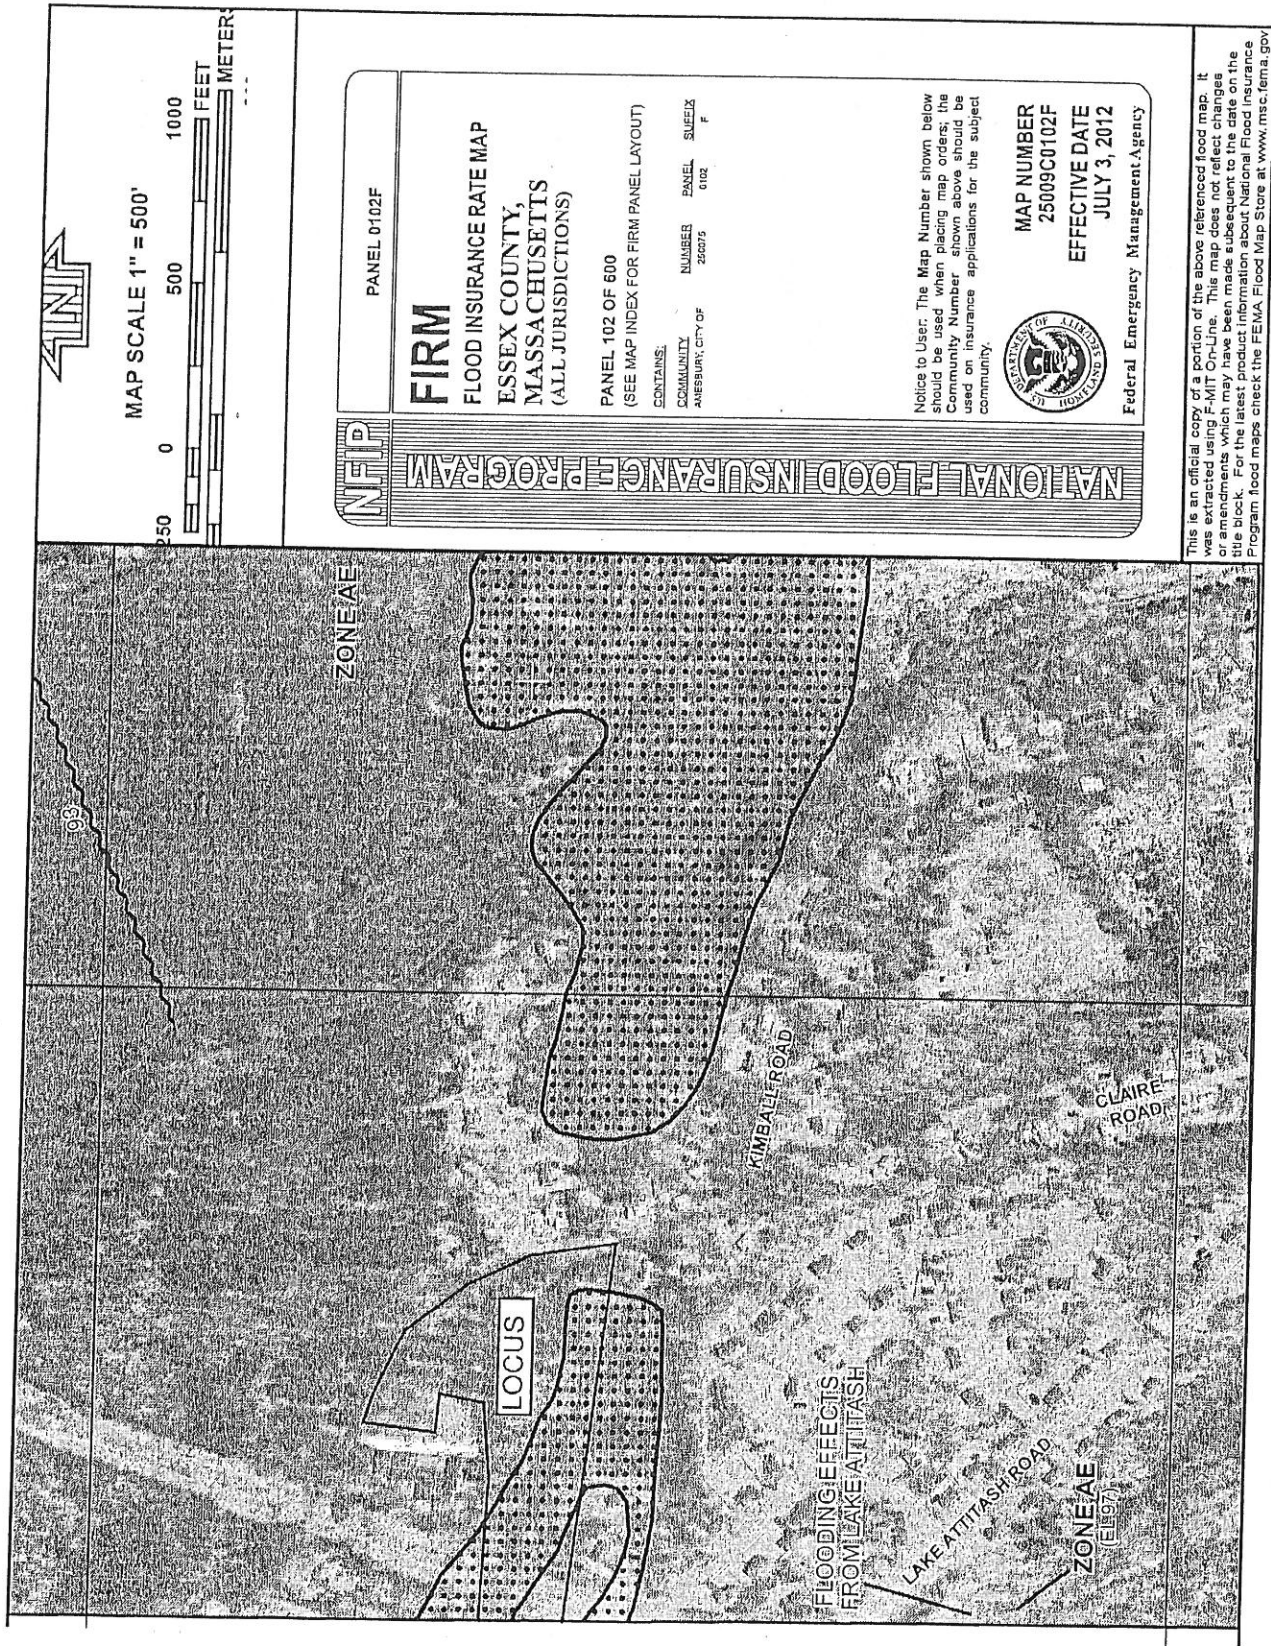 MAP SCALE 1" = 500'
250 0 500 1000
FEET
METERS
NFIP
PANEL 0102F
FIRM
FLOOD INSURANCE RATE MAP
ESSEX COUNTY,
MASSACHUSETTS
(ALL JURISDICTIONS)
PANEL 102 OF 600
(SEE MAP INDEX FOR FIRM PANEL LAYOUT)
CONTAINS:
COMMUNITY NUMBER PANEL SUFFIX
AMESBURY, CITY OF 250075 0102 F
Notice to User: The Map Number shown below
should be used when placing map orders; the
Community Number shown above should be
used on insurance applications for the subject
community.
U.S. DEPARTMENT OF HOMELAND SECURITY
MAP NUMBER
25009C0102F
EFFECTIVE DATE
JULY 3, 2012
Federal Emergency Management Agency
NATIONAL FLOOD INSURANCE PROGRAM
This is an official copy of a portion of the above referenced flood map. It
was extracted using F-MIT On-Line. This map does not reflect changes
or amendments which may have been made subsequent to the date on the
title block. For the latest product information about National Flood Insurance
Program flood maps check the FEMA Flood Map Store at www.msc.fema.gov
93
ZONE AE
LOCUS
KIMBALL ROAD
CLAIRE
ROAD
FLOODING EFFECTS
FROM LAKE ATTITASH
LAKE ATTITASH ROAD
ZONE AE
(EL 97)